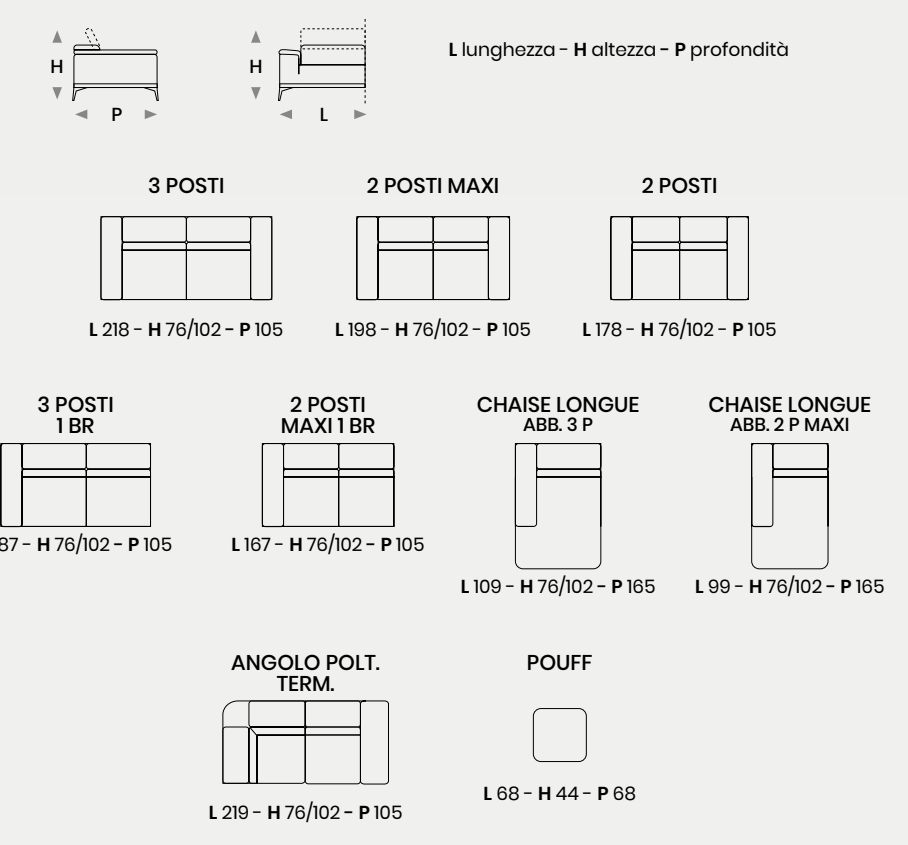 H
P
H
L
L lunghezza - H altezza - P profondità
3 POSTI
2 POSTI MAXI
2 POSTI
L 218 - H 76/102 - P 105
L 198 - H 76/102 - P 105
L 178 - H 76/102 - P 105
3 POSTI
1 BR
2 POSTI
MAXI 1 BR
CHAISE LONGUE
ABB. 3 P
CHAISE LONGUE
ABB. 2 P MAXI
87 - H 76/102 - P 105
L 167 - H 76/102 - P 105
L 109 - H 76/102 - P 165
L 99 - H 76/102 - P 165
ANGOLO POLT.
TERM.
POUFF
L 219 - H 76/102 - P 105
L 68 - H 44 - P 68